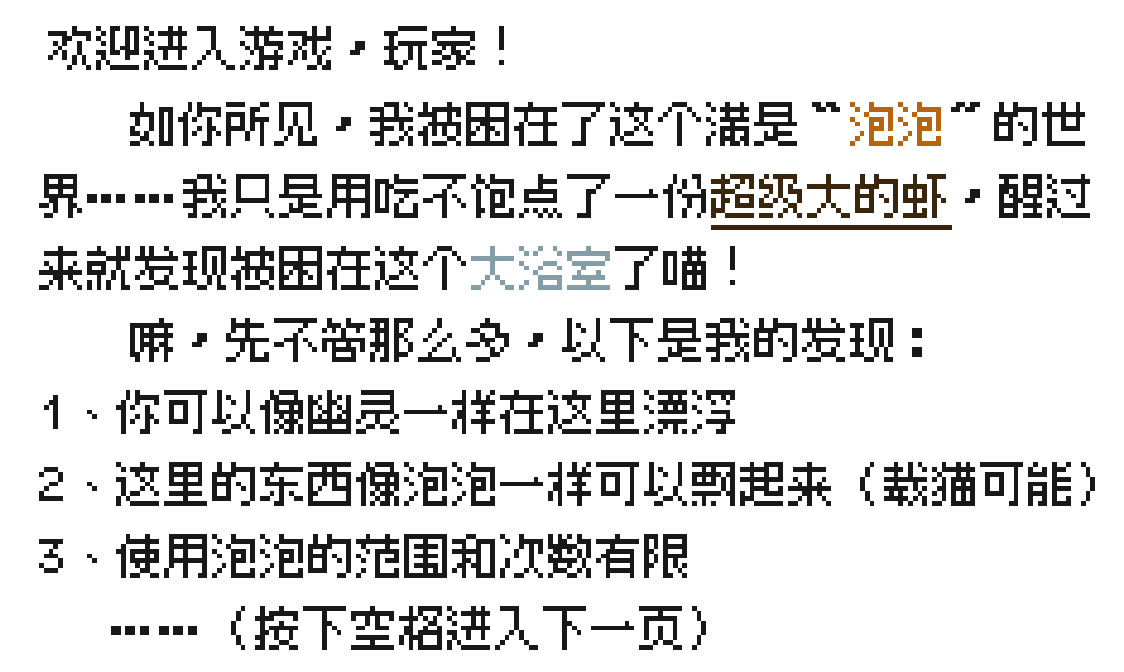 欢迎进入游戏，玩家！
如你所见，我被困在了这个满是“泡泡”的世
界……我只是用吃不饱点了一份超级大的虾，醒过
来就发现被困在这个大浴室了喵！
嘛，先不管那么多，以下是我的发现：
1、你可以像幽灵一样在这里漂浮
2、这里的东西像泡泡一样可以飘起来（载猫可能）
3、使用泡泡的范围和次数有限
……（按下空格进入下一页）